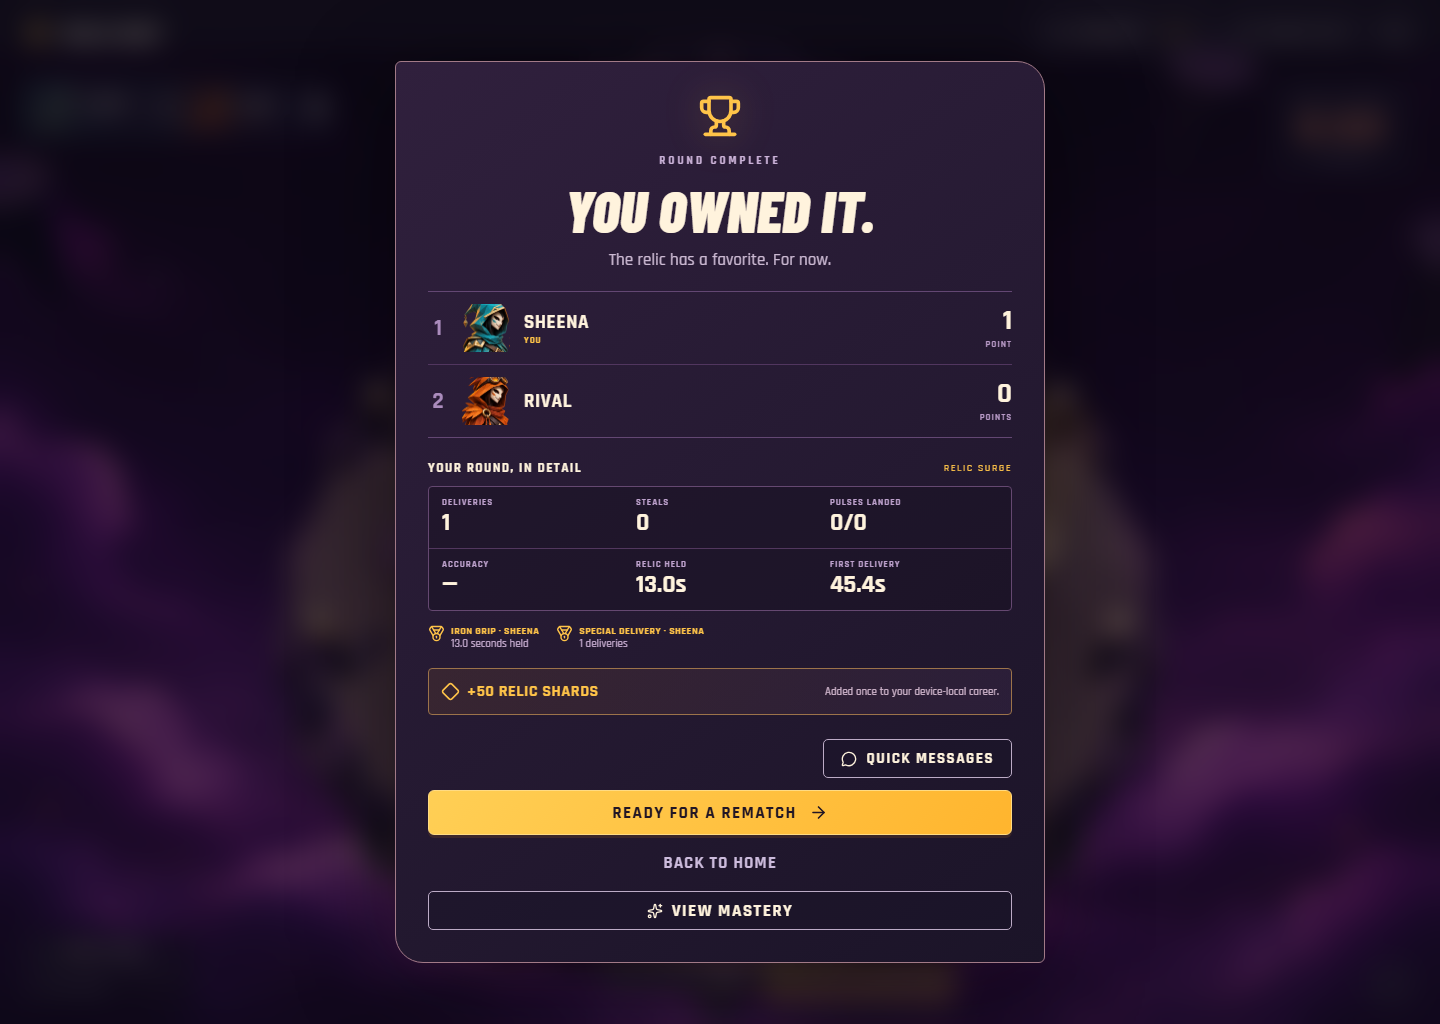 ROUND COMPLETE
YOU OWNED IT.
The relic has a favorite. For now.
1 SHEENA 1
YOU POINT
2 RIVAL 0
POINTS
YOUR ROUND, IN DETAIL RELIC SURGE
DELIVERIES STEALS PULSES LANDED
1 0 0/0
ACCURACY RELIC HELD FIRST DELIVERY
— 13.0s 45.4s
IRON GRIP · SHEENA SPECIAL DELIVERY · SHEENA
13.0 seconds held 1 deliveries
+50 RELIC SHARDS Added once to your device-local career.
QUICK MESSAGES
READY FOR A REMATCH
BACK TO HOME
VIEW MASTERY